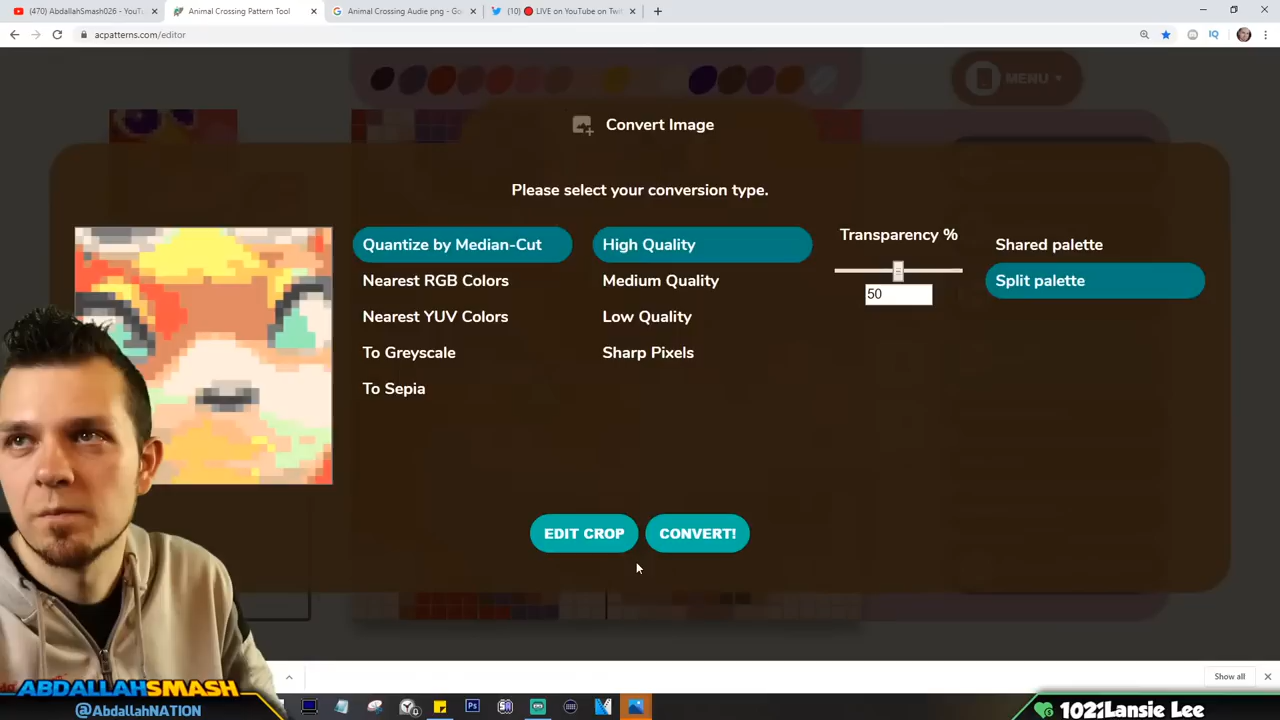 (470) AbdallahSmash026 - YouTu
Animal Crossing Pattern Tool
Animal Crossing Audie png - Go
(10) 🔴 LIVE on YouTube on Twit
acpatterns.com/editor
IQ
MENU
Convert Image
Please select your conversion type.
Quantize by Median-Cut
Nearest RGB Colors
Nearest YUV Colors
To Greyscale
To Sepia
High Quality
Medium Quality
Low Quality
Sharp Pixels
Transparency %
50
Shared palette
Split palette
EDIT CROP
CONVERT!
Show all
ABDALLAHSMASH
@AbdallahNATION
Ps
102:Lansie Lee